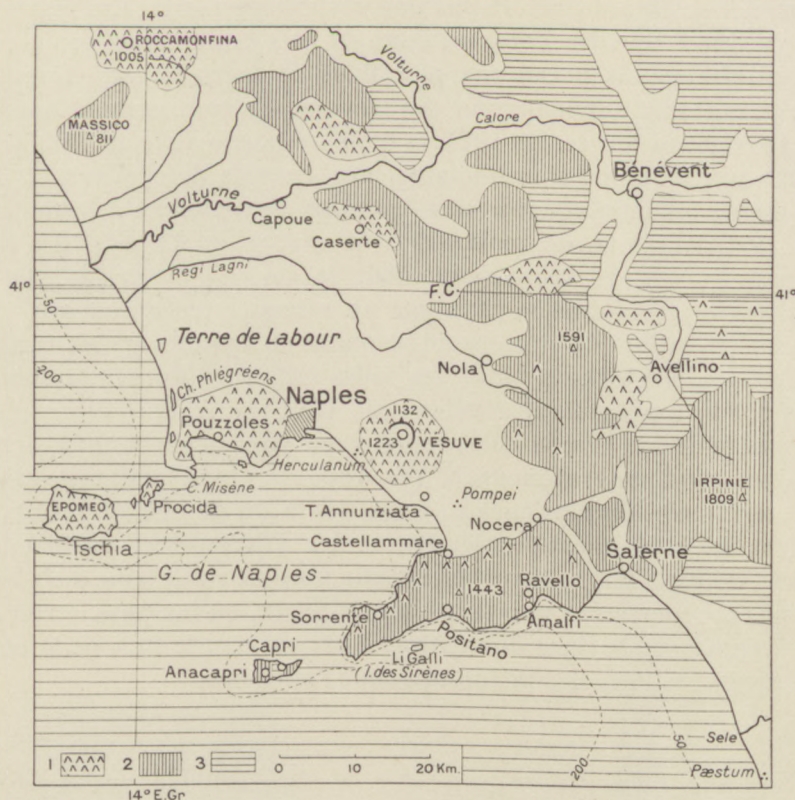 14°
ROCCAMONFINA
1005
Volturne
MASSICO
811
Calore
Bénévent
Volturne
Capoue
Caserte
Regi Lagni
41°
F.C
41°
50
Terre de Labour
1591
200
Nola
Avellino
Ch. Phlégréens
Naples
1132
Pouzzoles
1223
VESUVE
Herculanum
IRPINIE
1809
C. Misène
EPOMEO
Procida
Pompei
T. Annunziata
Nocera
Ischia
Castellammare
Salerne
G. de Naples
Ravello
1443
Sorrente
Amalfi
Positano
Capri
Li Galli
Anacapri
(I. des Sirènes)
Sele
50
1 2 3
0 10 20 Km.
200
Pæstum
14° E.Gr